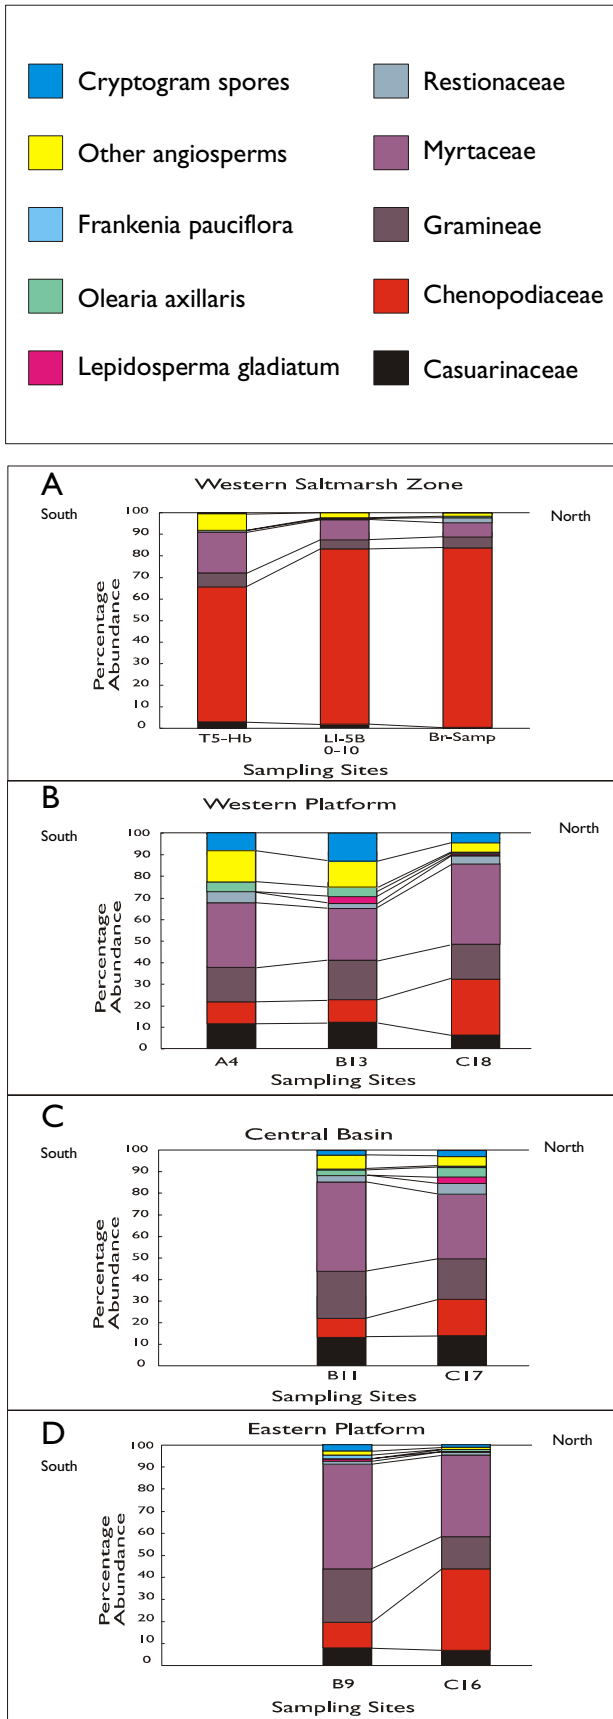 Cryptogram spores
Other angiosperms
Frankenia pauciflora
Olearia axillaris
Lepidosperma gladiatum
Restionaceae
Myrtaceae
Gramineae
Chenopodiaceae
Casuarinaceae
A
Western Saltmarsh Zone
South
North
Percentage
Abundance
100
90
80
70
60
50
40
30
20
10
0
T5-Hb
LI-5B
0-10
Br-Samp
Sampling Sites
B
Western Platform
South
North
Percentage
Abundance
100
90
80
70
60
50
40
30
20
10
0
A4
B13
C18
Sampling Sites
C
Central Basin
South
North
Percentage
Abundance
100
90
80
70
60
50
40
30
20
10
0
B11
C17
Sampling Sites
D
Eastern Platform
South
North
Percentage
Abundance
100
90
80
70
60
50
40
30
20
10
0
B9
C16
Sampling Sites